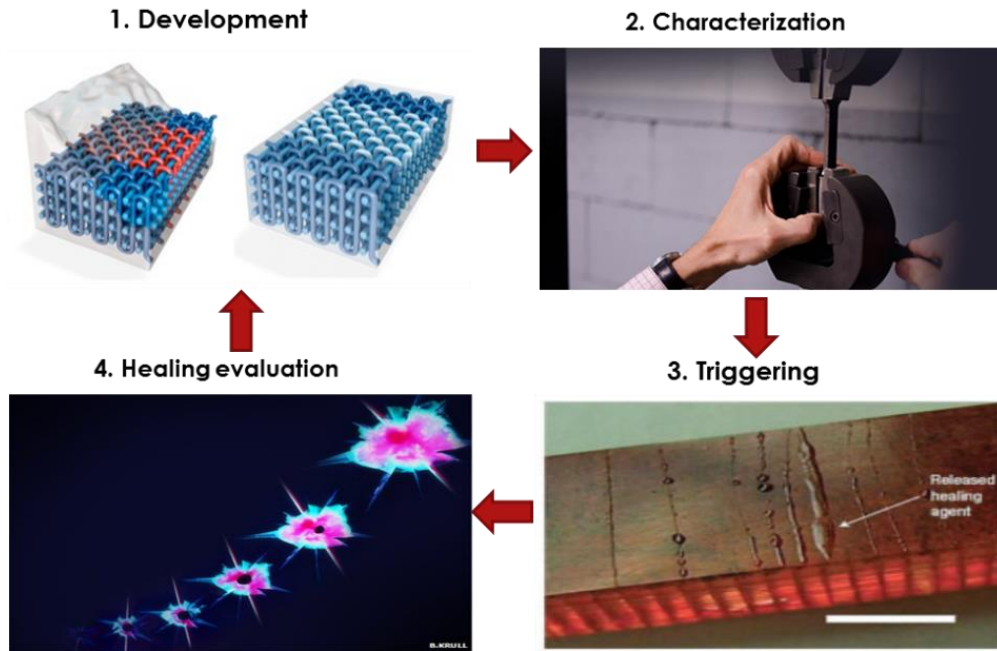 1. Development
2. Characterization
4. Healing evaluation
3. Triggering
Released
healing
agent
B.KRULL